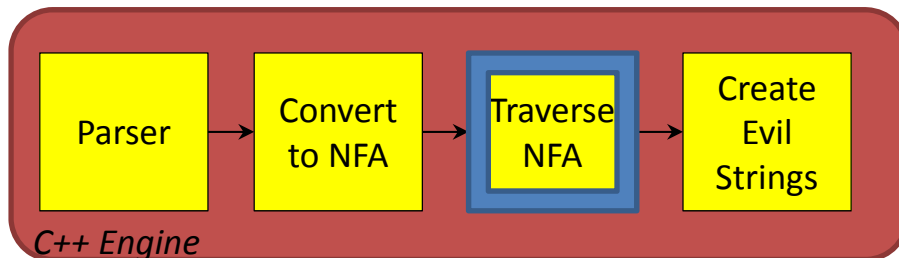 Parser
Convert
to NFA
Traverse
NFA
Create
Evil
Strings
C++ Engine